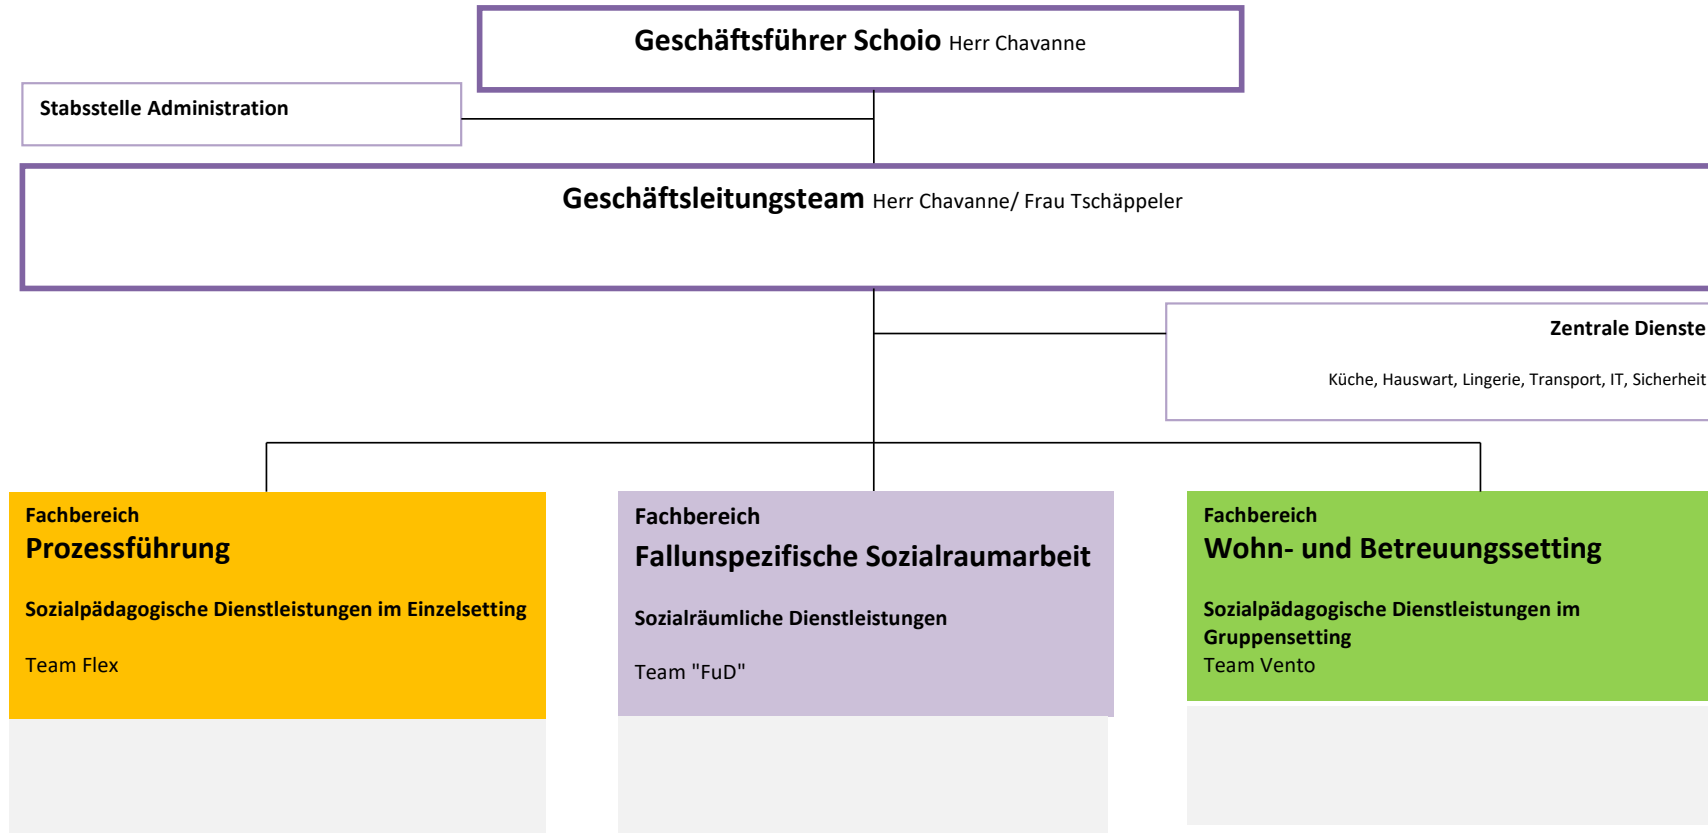 Geschäftsführer Schoio Herr Chavanne
Stabsstelle Administration
Geschäftsleitungsteam Herr Chavanne/ Frau Tschäppeler
Zentrale Dienste
Küche, Hauswart, Lingerie, Transport, IT, Sicherheit
Fachbereich
Prozessführung
Sozialpädagogische Dienstleistungen im Einzelsetting
Team Flex
Fachbereich
Fallunspezifische Sozialraumarbeit
Sozialräumliche Dienstleistungen
Team "FuD"
Fachbereich
Wohn- und Betreuungssetting
Sozialpädagogische Dienstleistungen im
Gruppensetting
Team Vento